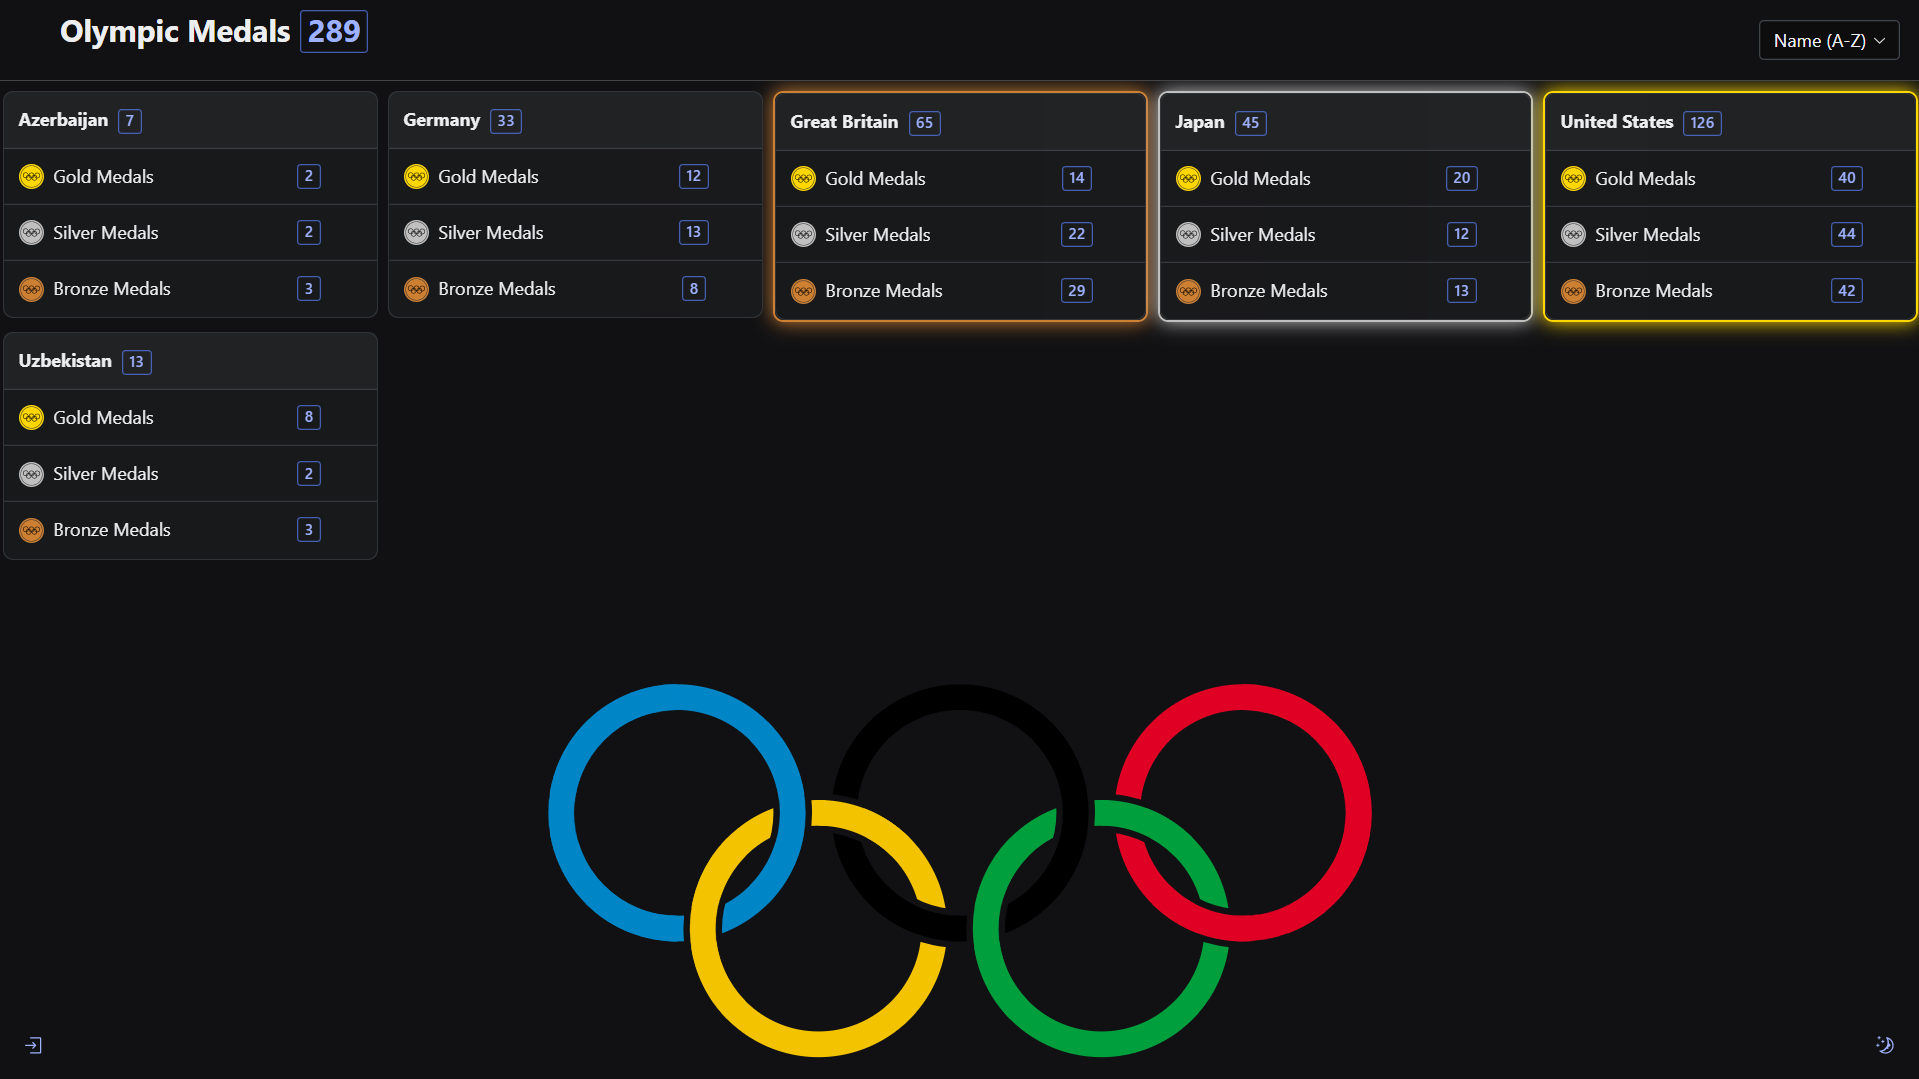 Olympic Medals 289
Name (A-Z)
Azerbaijan 7
Gold Medals 2
Silver Medals 2
Bronze Medals 3
Germany 33
Gold Medals 12
Silver Medals 13
Bronze Medals 8
Great Britain 65
Gold Medals 14
Silver Medals 22
Bronze Medals 29
Japan 45
Gold Medals 20
Silver Medals 12
Bronze Medals 13
United States 126
Gold Medals 40
Silver Medals 44
Bronze Medals 42
Uzbekistan 13
Gold Medals 8
Silver Medals 2
Bronze Medals 3